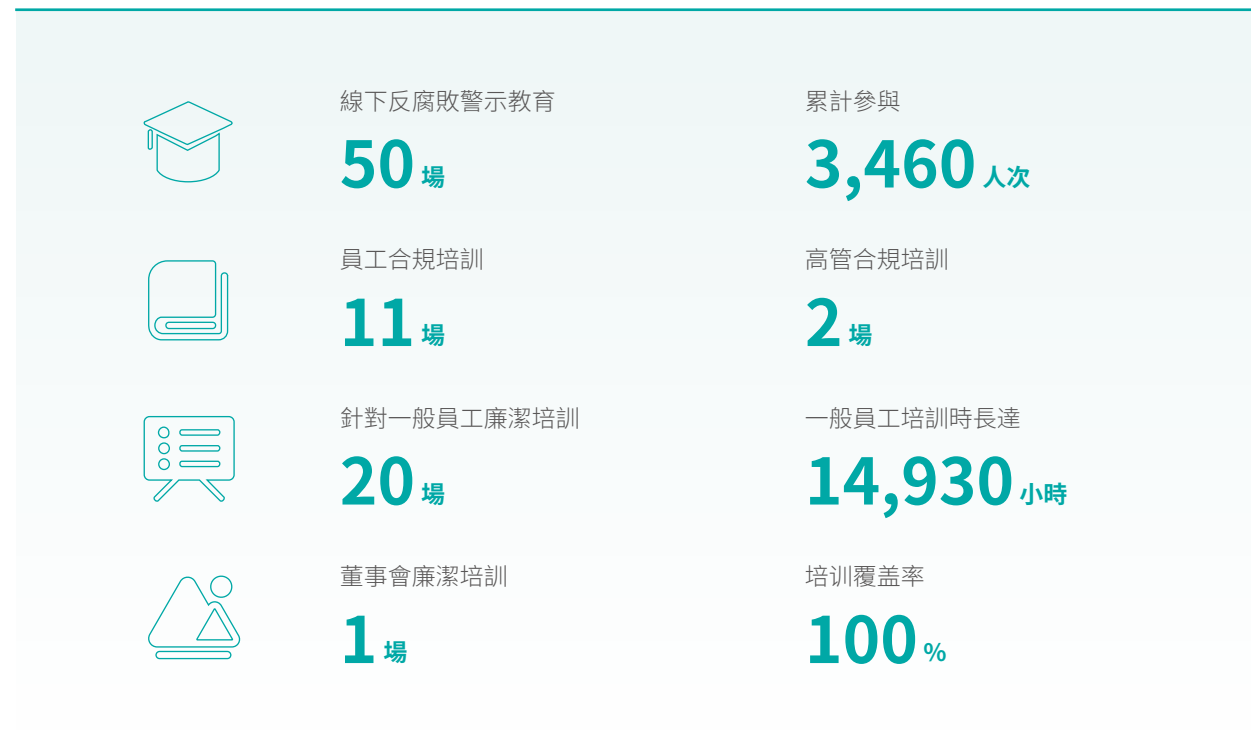 線下反腐敗警示教育
50 場
累計參與
3,460 人次
員工合規培訓
11 場
高管合規培訓
2 場
針對一般員工廉潔培訓
20 場
一般員工培訓時長達
14,930 小時
董事會廉潔培訓
1 場
培训覆盖率
100 %